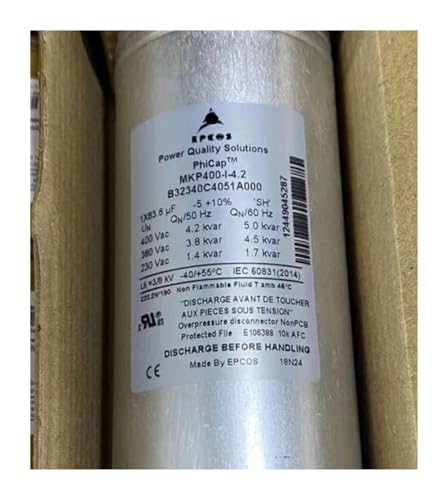 EPCOS
Power Quality Solutions
PhiCap™
MKP400-I-4.2
B32340C4051A000
1X83.6 µF -5 +10% 'SH'
UN QN/50 Hz QN/60 Hz
400 Vac 4.2 kvar 5.0 kvar
380 Vac 3.8 kvar 4.5 kvar
230 Vac 1.4 kvar 1.7 kvar
Ui =3/8 kV -40/+55°C IEC 60831(2014)
Non Flammable Fluid T amb 46°C
"DISCHARGE AVANT DE TOUCHER
AUX PIECES SOUS TENSION"
Overpressure disconnector NonPCB
Protected File E106388 10k AFC
DISCHARGE BEFORE HANDLING
Made By EPCOS 18N24
12449045287